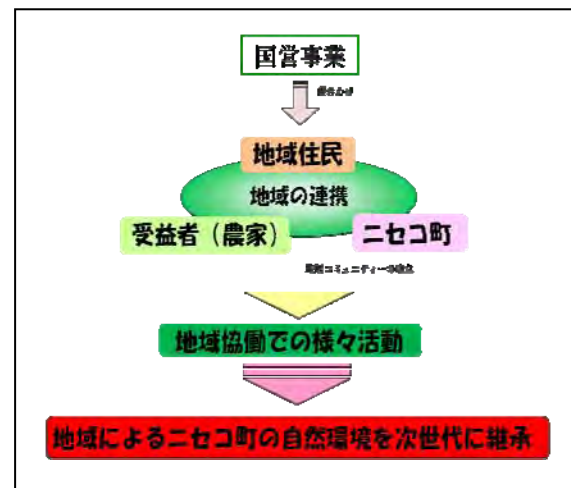 国営事業
地域住民
地域の連携
受益者（農家）
ニセコ町
地域協働での様々活動
地域によるニセコ町の自然環境を次世代に継承